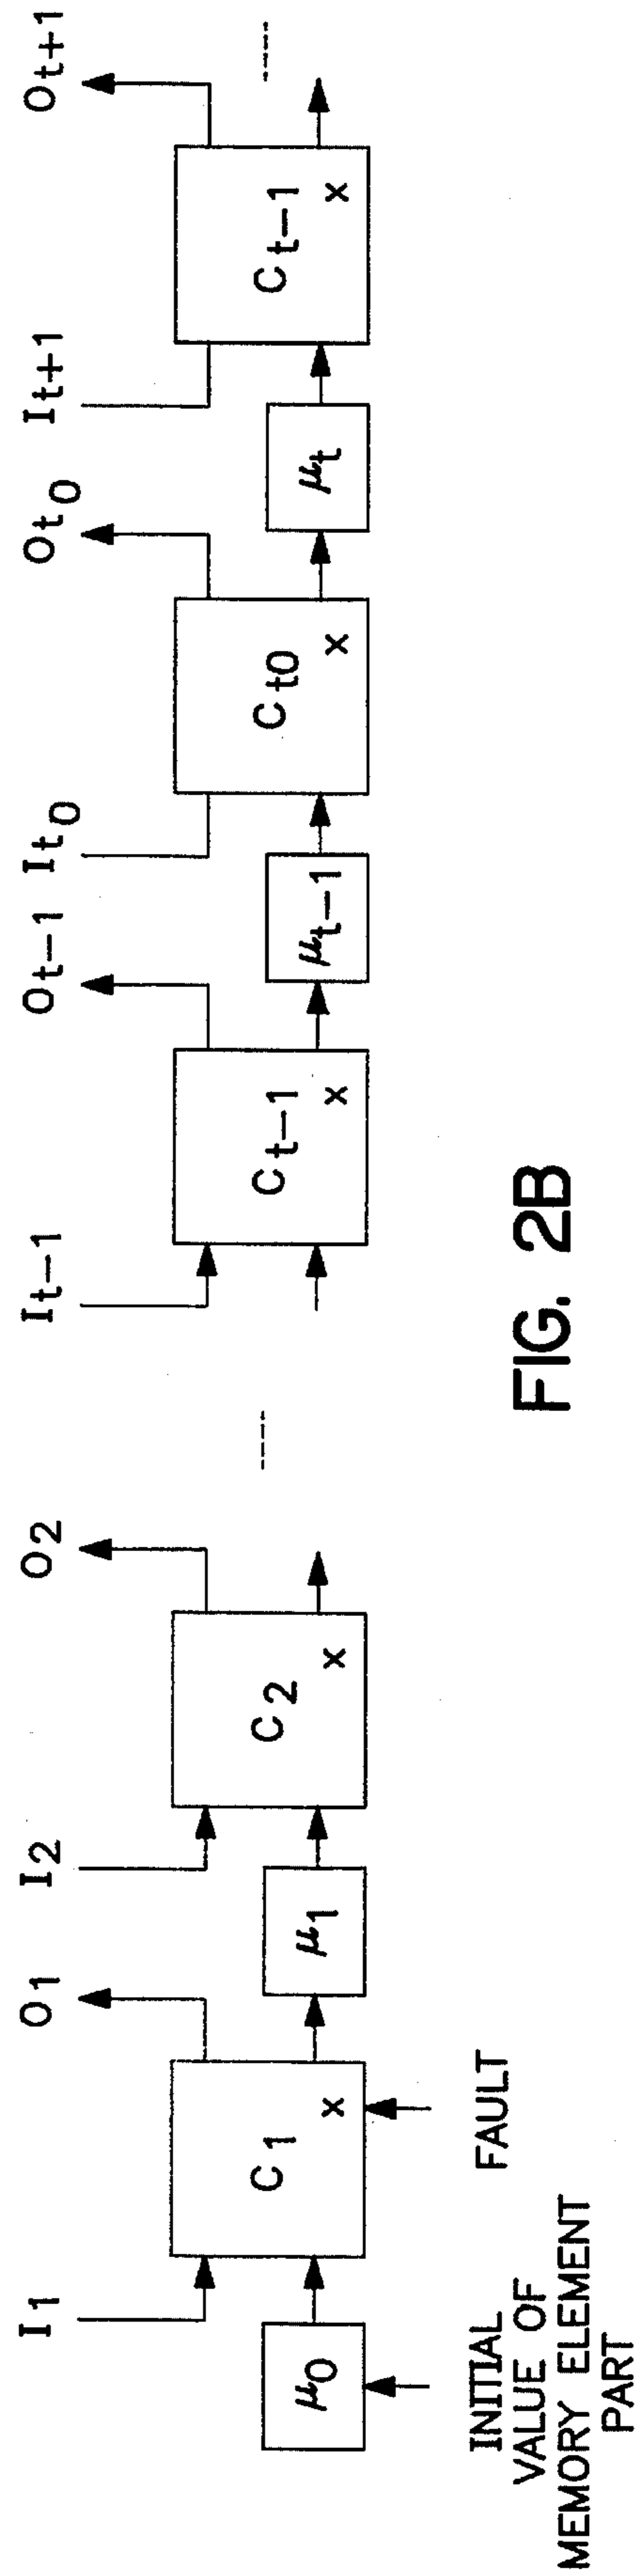 I1 O1 I2 O2 ---- It-1 Ot-1 It0 Ot0 It+1 Ot+1 ----
C1 x C2 x Ct-1 x Ct0 x Ct-1 x
μ0 μ1 μt-1 μt
INITIAL
VALUE OF
MEMORY ELEMENT
PART
FAULT
FIG. 2B